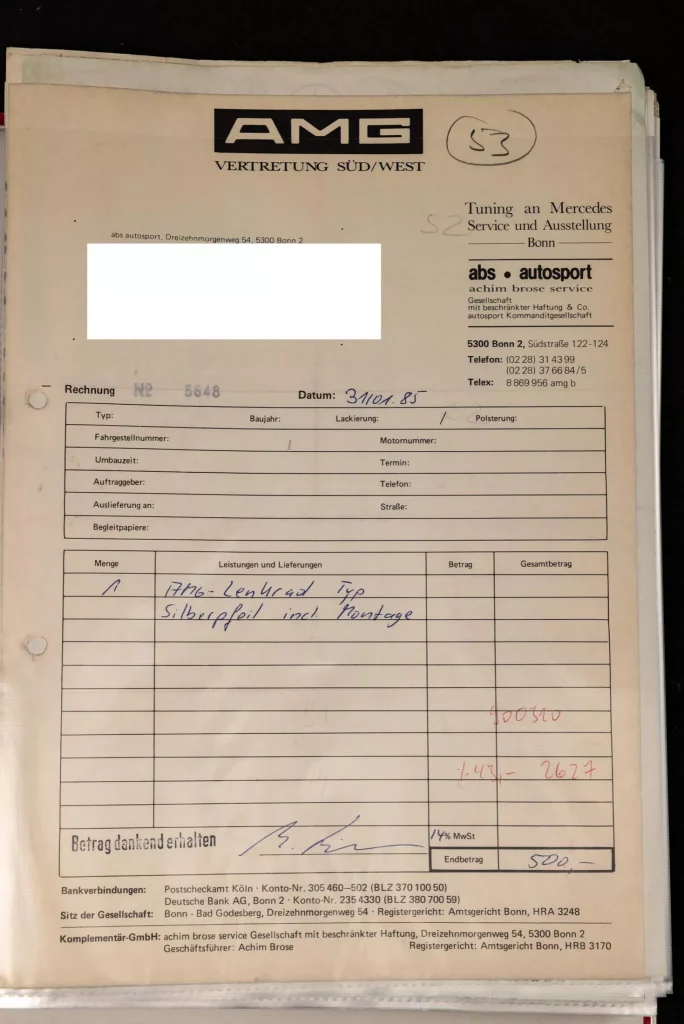 AMG
VERTRETUNG SÜD/WEST
53
52
Tuning an Mercedes
Service und Ausstellung
Bonn
abs autosport, Dreizehnmorgenweg 54, 5300 Bonn 2
abs • autosport
achim brose service
Gesellschaft
mit beschränkter Haftung & Co.
autosport Kommanditgesellschaft
5300 Bonn 2, Südstraße 122-124
Telefon: (02 28) 31 43 99
(02 28) 37 66 84/5
Telex: 8 869 956 amg b
Rechnung Nº 5648 Datum: 31/01.85
Typ: Baujahr: Lackierung: / Polsterung:
Fahrgestellnummer: Motornummer:
Umbauzeit: Termin:
Auftraggeber: Telefon:
Auslieferung an: Straße:
Begleitpapiere:
Menge Leistungen und Lieferungen Betrag Gesamtbetrag
1 AMG-Lenkrad Typ
Silberpfeil incl. Montage
900310
43,- 2627
Betrag dankend erhalten
14% MwSt
Endbetrag 500,-
Bankverbindungen: Postscheckamt Köln · Konto-Nr. 305 460–502 (BLZ 370 100 50)
Deutsche Bank AG, Bonn 2 · Konto-Nr. 235 4330 (BLZ 380 700 59)
Sitz der Gesellschaft: Bonn - Bad Godesberg, Dreizehnmorgenweg 54 · Registergericht: Amtsgericht Bonn, HRA 3248
Komplementär-GmbH: achim brose service Gesellschaft mit beschränkter Haftung, Dreizehnmorgenweg 54, 5300 Bonn 2
Geschäftsführer: Achim Brose Registergericht: Amtsgericht Bonn, HRB 3170